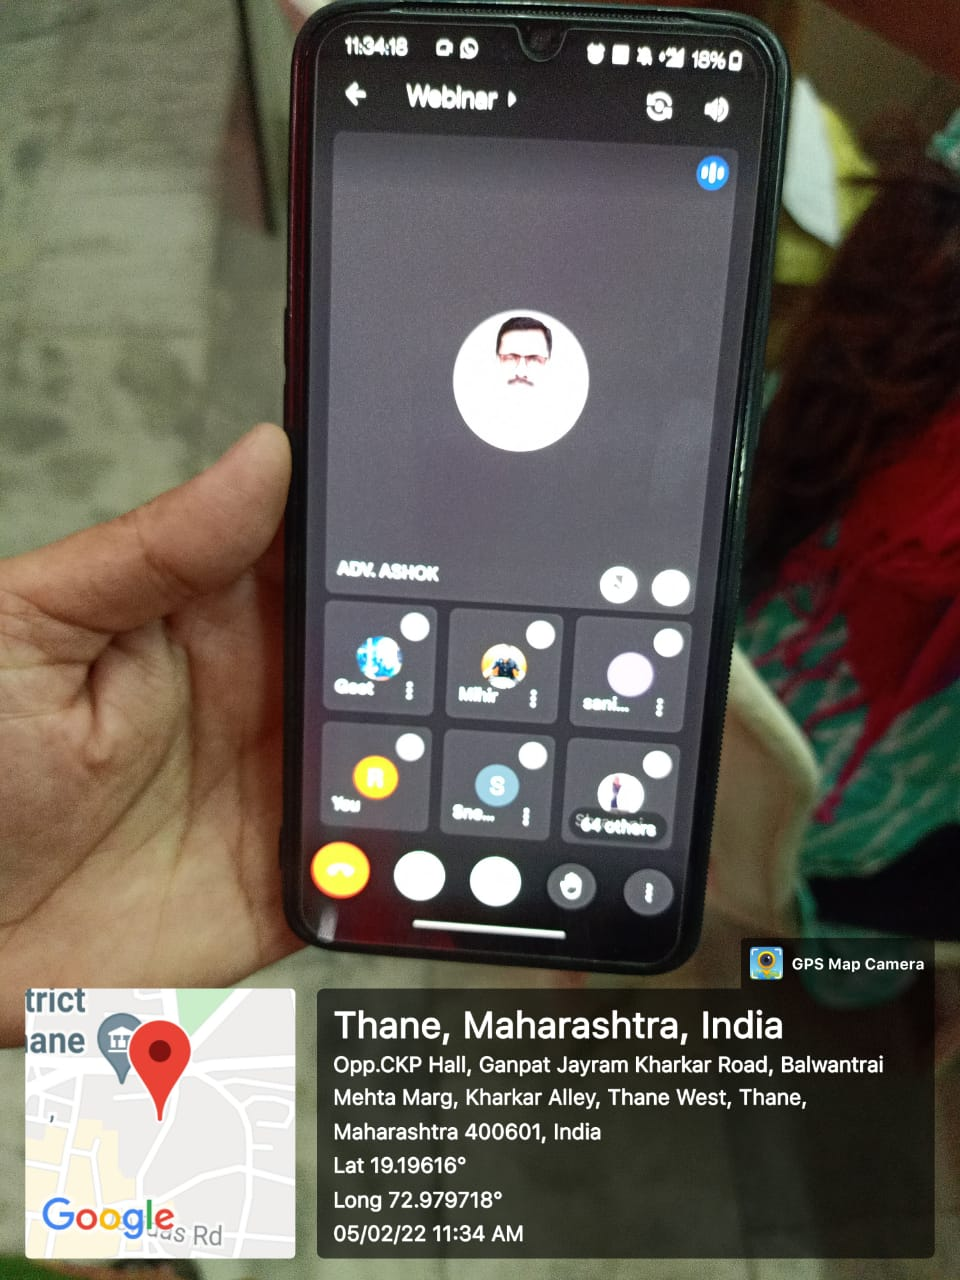 11:34:18
18%
Webinar
ADV. ASHOK
Geet
Mihir
sani...
R
You
S
Sne...
64 others
GPS Map Camera
trict
ane
Google
Rd
Thane, Maharashtra, India
Opp.CKP Hall, Ganpat Jayram Kharkar Road, Balwantrai
Mehta Marg, Kharkar Alley, Thane West, Thane,
Maharashtra 400601, India
Lat 19.19616°
Long 72.979718°
05/02/22 11:34 AM